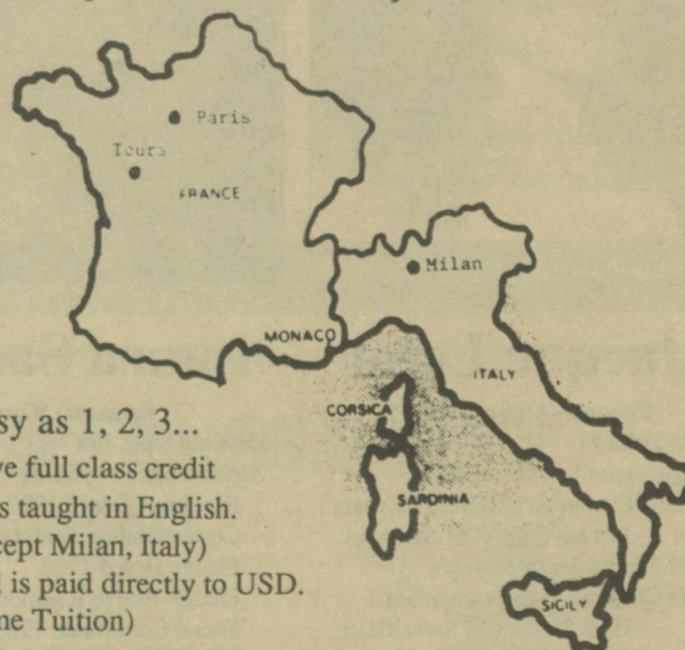 Paris
Tours
FRANCE
Milan
MONACO
ITALY
CORSICA
sy as 1, 2, 3...
ve full class credit
s taught in English.
SARDINIA
cept Milan, Italy)
l is paid directly to USD.
SICILY
me Tuition)